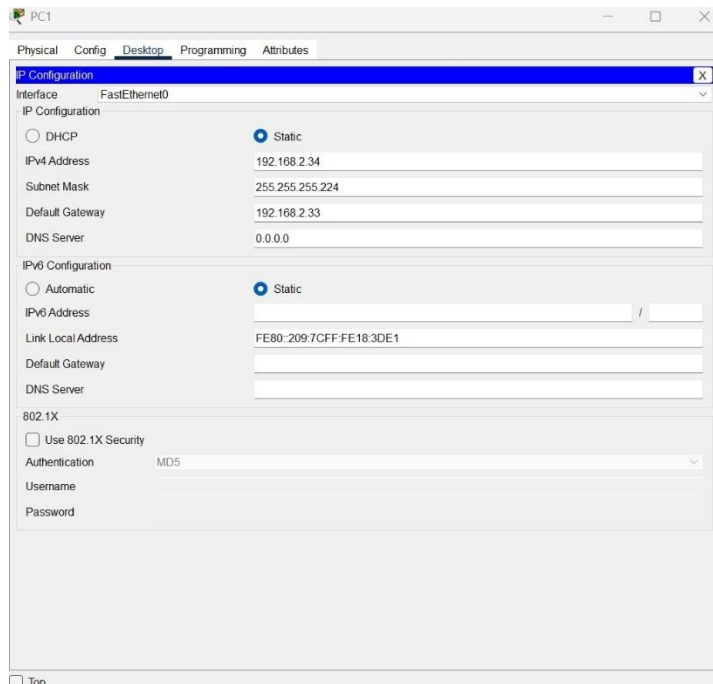 PC1
Physical Config Desktop Programming Attributes
IP Configuration X
Interface FastEthernet0
IP Configuration
DHCP Static
IPv4 Address 192.168.2.34
Subnet Mask 255.255.255.224
Default Gateway 192.168.2.33
DNS Server 0.0.0.0
IPv6 Configuration
Automatic Static
IPv6 Address /
Link Local Address FE80::209:7CFF:FE18:3DE1
Default Gateway
DNS Server
802.1X
Use 802.1X Security
Authentication MD5
Username
Password
Top